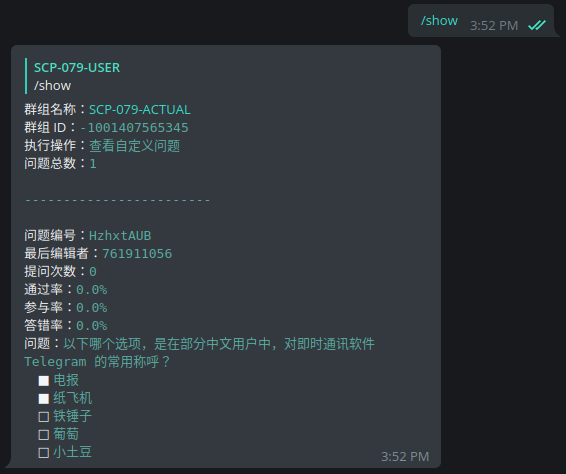 /show 3:52 PM
SCP-079-USER
/show
群组名称：SCP-079-ACTUAL
群组 ID：-1001407565345
执行操作：查看自定义问题
问题总数：1
------------------------
问题编号：HzhxtAUB
最后编辑者：761911056
提问次数：0
通过率：0.0%
参与率：0.0%
答错率：0.0%
问题：以下哪个选项，是在部分中文用户中，对即时通讯软件
Telegram 的常用称呼？
■ 电报
■ 纸飞机
□ 铁锤子
□ 葡萄
□ 小土豆
3:52 PM